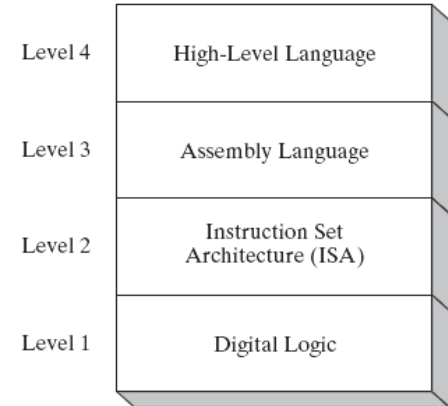 Level 4
High-Level Language
Level 3
Assembly Language
Level 2
Instruction Set
Architecture (ISA)
Level 1
Digital Logic